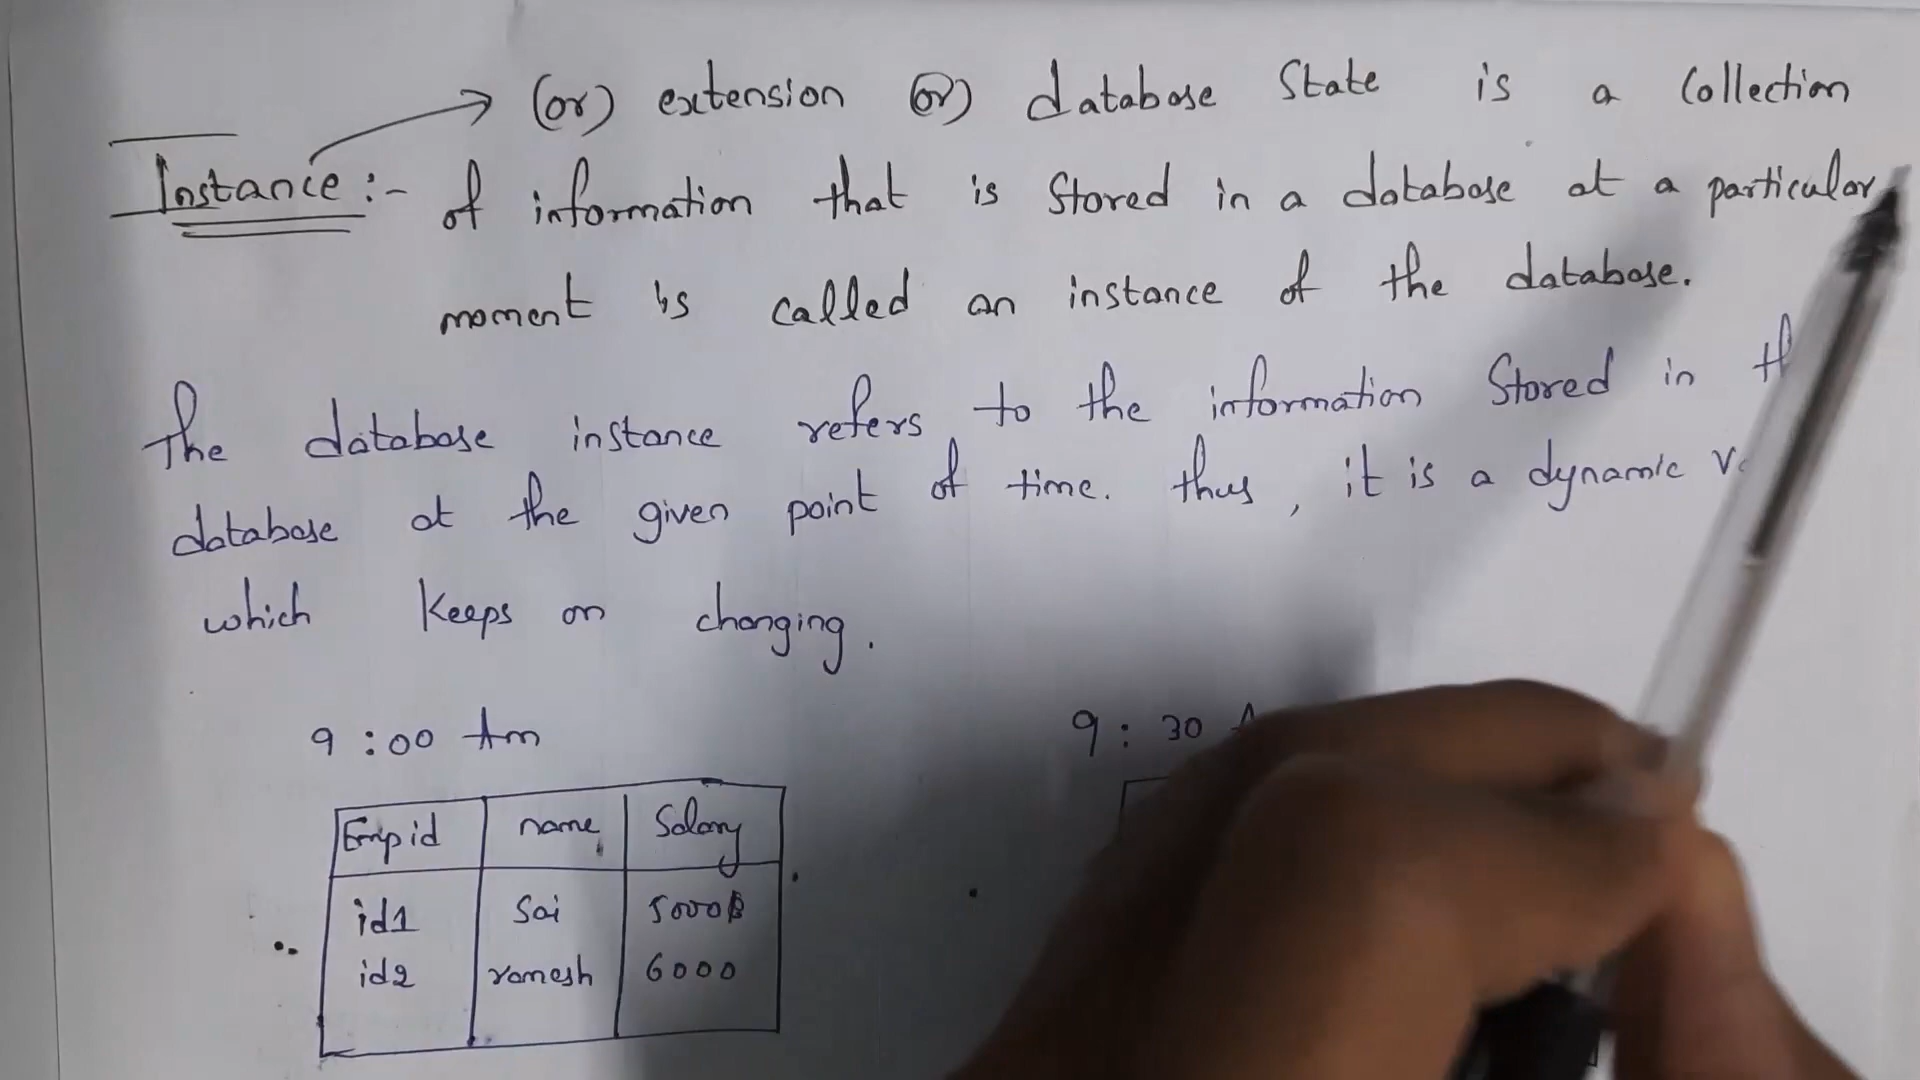 (or) extension (or) database State is a Collection
Instance :- of information that is Stored in a database at a particular
moment is called an instance of the database.
The database instance refers to the information Stored in
database at the given point of time. thus, it is a dynamic
which Keeps on changing.
9:00 Am
9:30
Empid name Salary
id1 Sai
id2 ramesh 6000